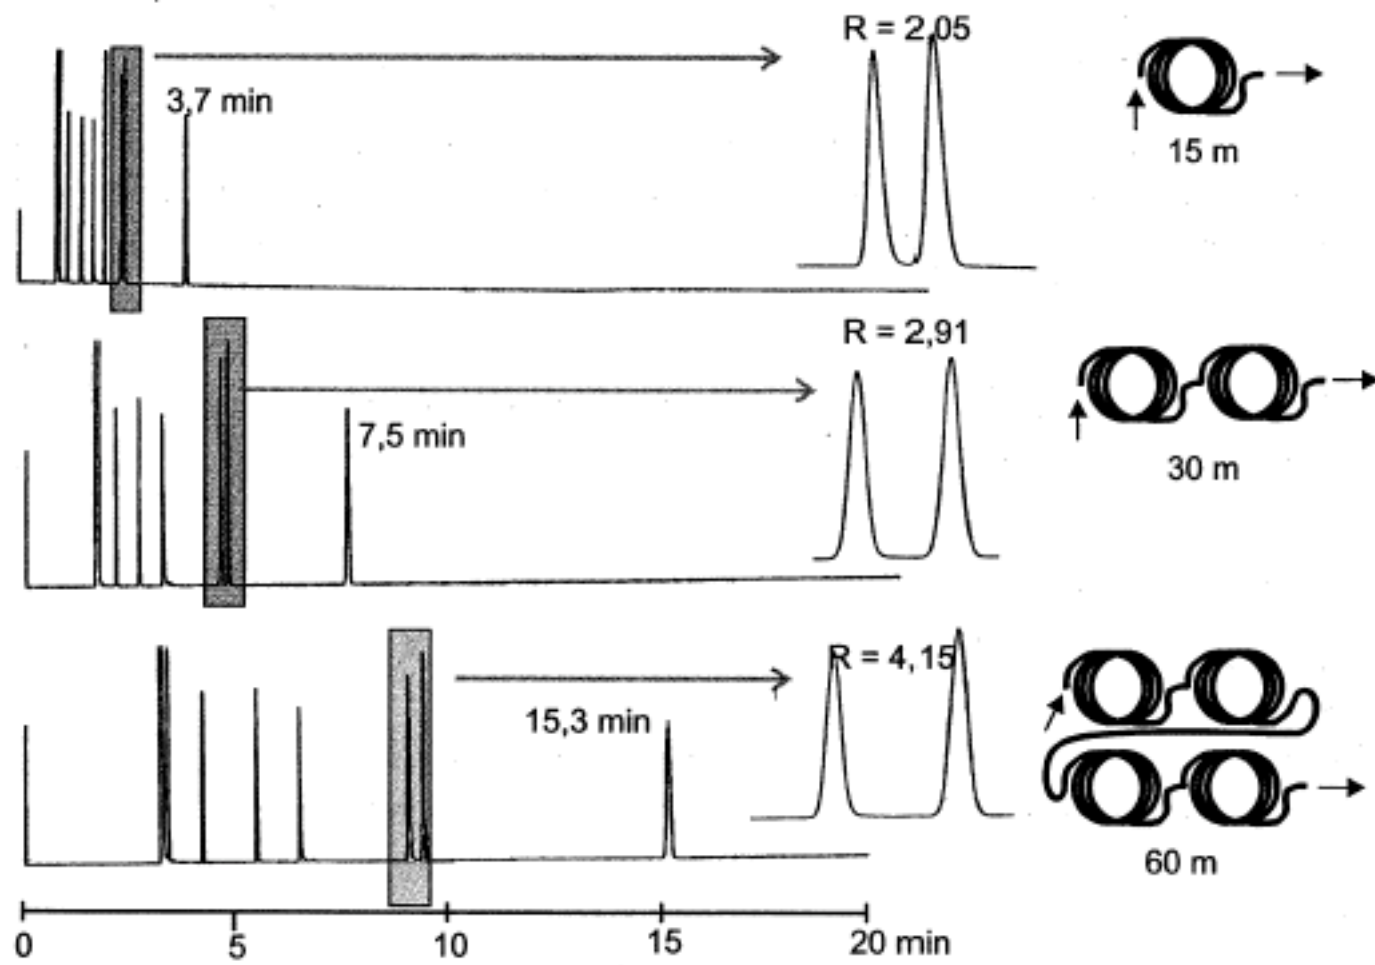 R = 2,05
3,7 min
15 m
R = 2,91
7,5 min
30 m
R = 4,15
15,3 min
60 m
0 5 10 15 20 min